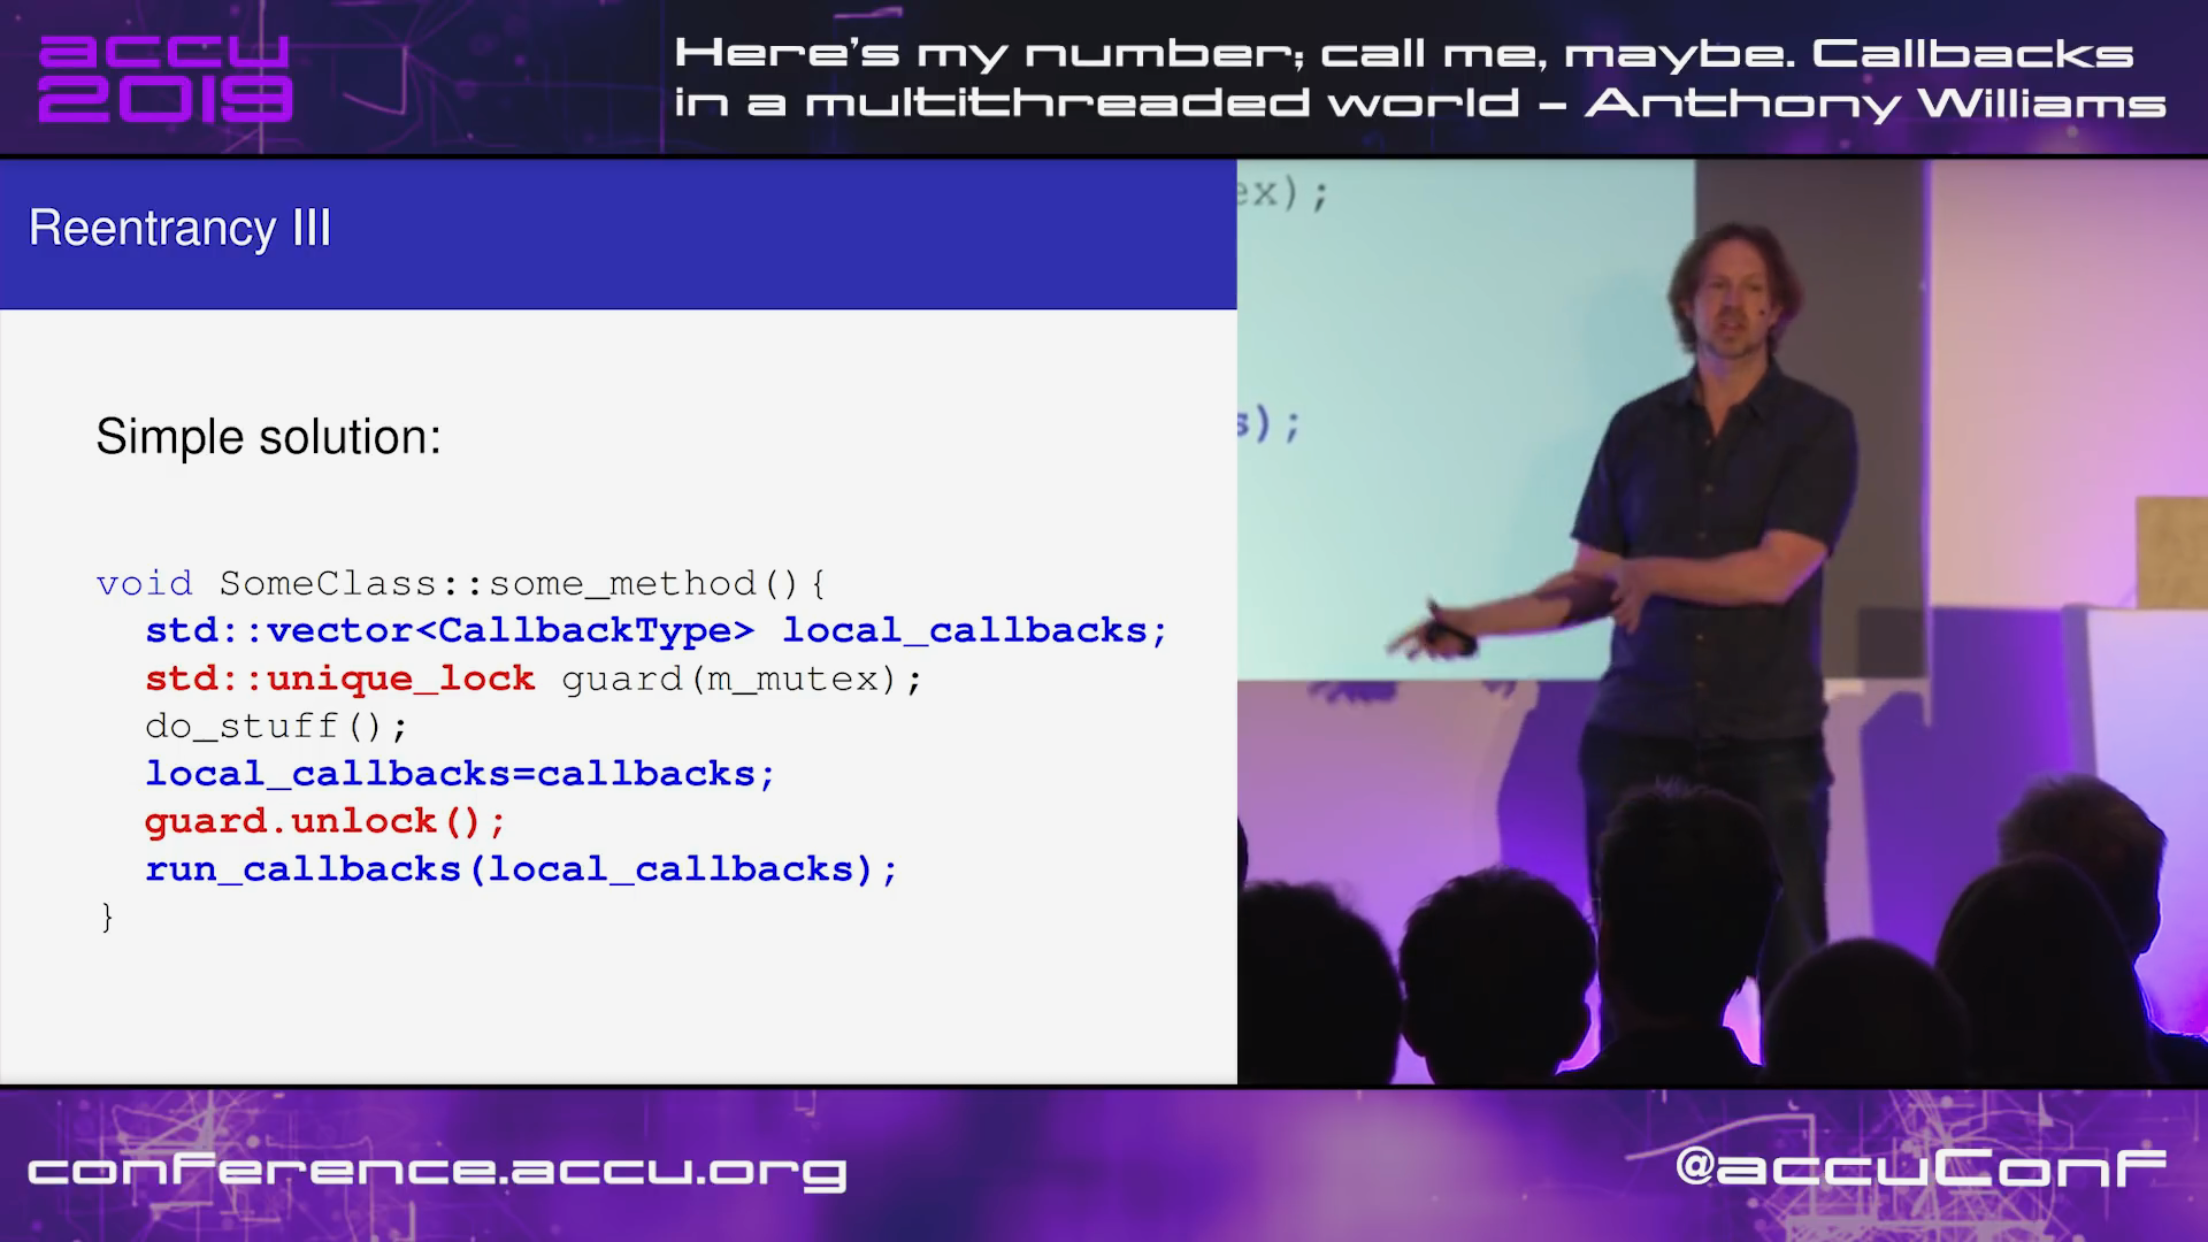 accu
2019
Here's my number; call me, maybe. Callbacks
in a multithreaded world – Anthony Williams
Reentrancy III
Simple solution:
void SomeClass::some_method(){
std::vector<CallbackType> local_callbacks;
std::unique_lock guard(m_mutex);
do_stuff();
local_callbacks=callbacks;
guard.unlock();
run_callbacks(local_callbacks);
}
ex);
s);
conference.accu.org
@accuConf